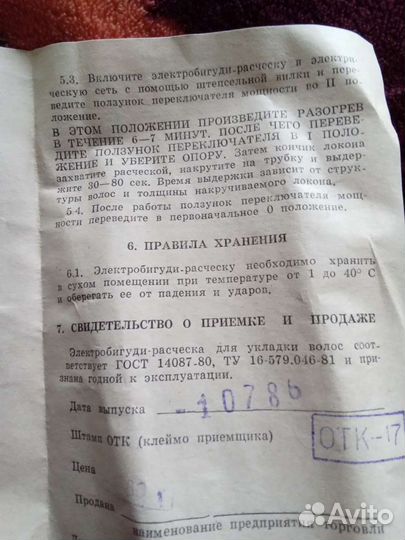 5.3. Включите электробигуди-расческу в электри-
ческую сеть с помощью штепсельной вилки и пере-
ведите ползунок переключателя мощности во II по-
ложение.
В ЭТОМ ПОЛОЖЕНИИ ПРОИЗВЕДИТЕ РАЗОГРЕВ
В ТЕЧЕНИЕ 6—7 МИНУТ. ПОСЛЕ ЧЕГО ПЕРЕВЕ-
ДИТЕ ПОЛЗУНОК ПЕРЕКЛЮЧАТЕЛЯ В I ПОЛО-
ЖЕНИЕ И УБЕРИТЕ ОПОРУ. Затем кончик локона
захватите расческой, накрутите на трубку и выдер-
жите 30—80 сек. Время выдержки зависит от струк-
туры волос и толщины накручиваемого локона.
5.4. После работы ползунок переключателя мощ-
ности переведите в первоначальное 0 положение.
6. ПРАВИЛА ХРАНЕНИЯ
6.1. Электробигуди-расческу необходимо хранить
в сухом помещении при температуре от 1 до 40° С
и оберегать ее от падения и ударов.
7. СВИДЕТЕЛЬСТВО О ПРИЕМКЕ И ПРОДАЖЕ
Электробигуди-расческа для укладки волос соот-
ветствует ГОСТ 14087-80, ТУ 16-579.046-81 и при-
знана годной к эксплуатации.
Дата выпуска -10786
Штамп ОТК (клеймо приемщика) ОТК-17
Цена
Продана
наименование предприятия торговли
Avito